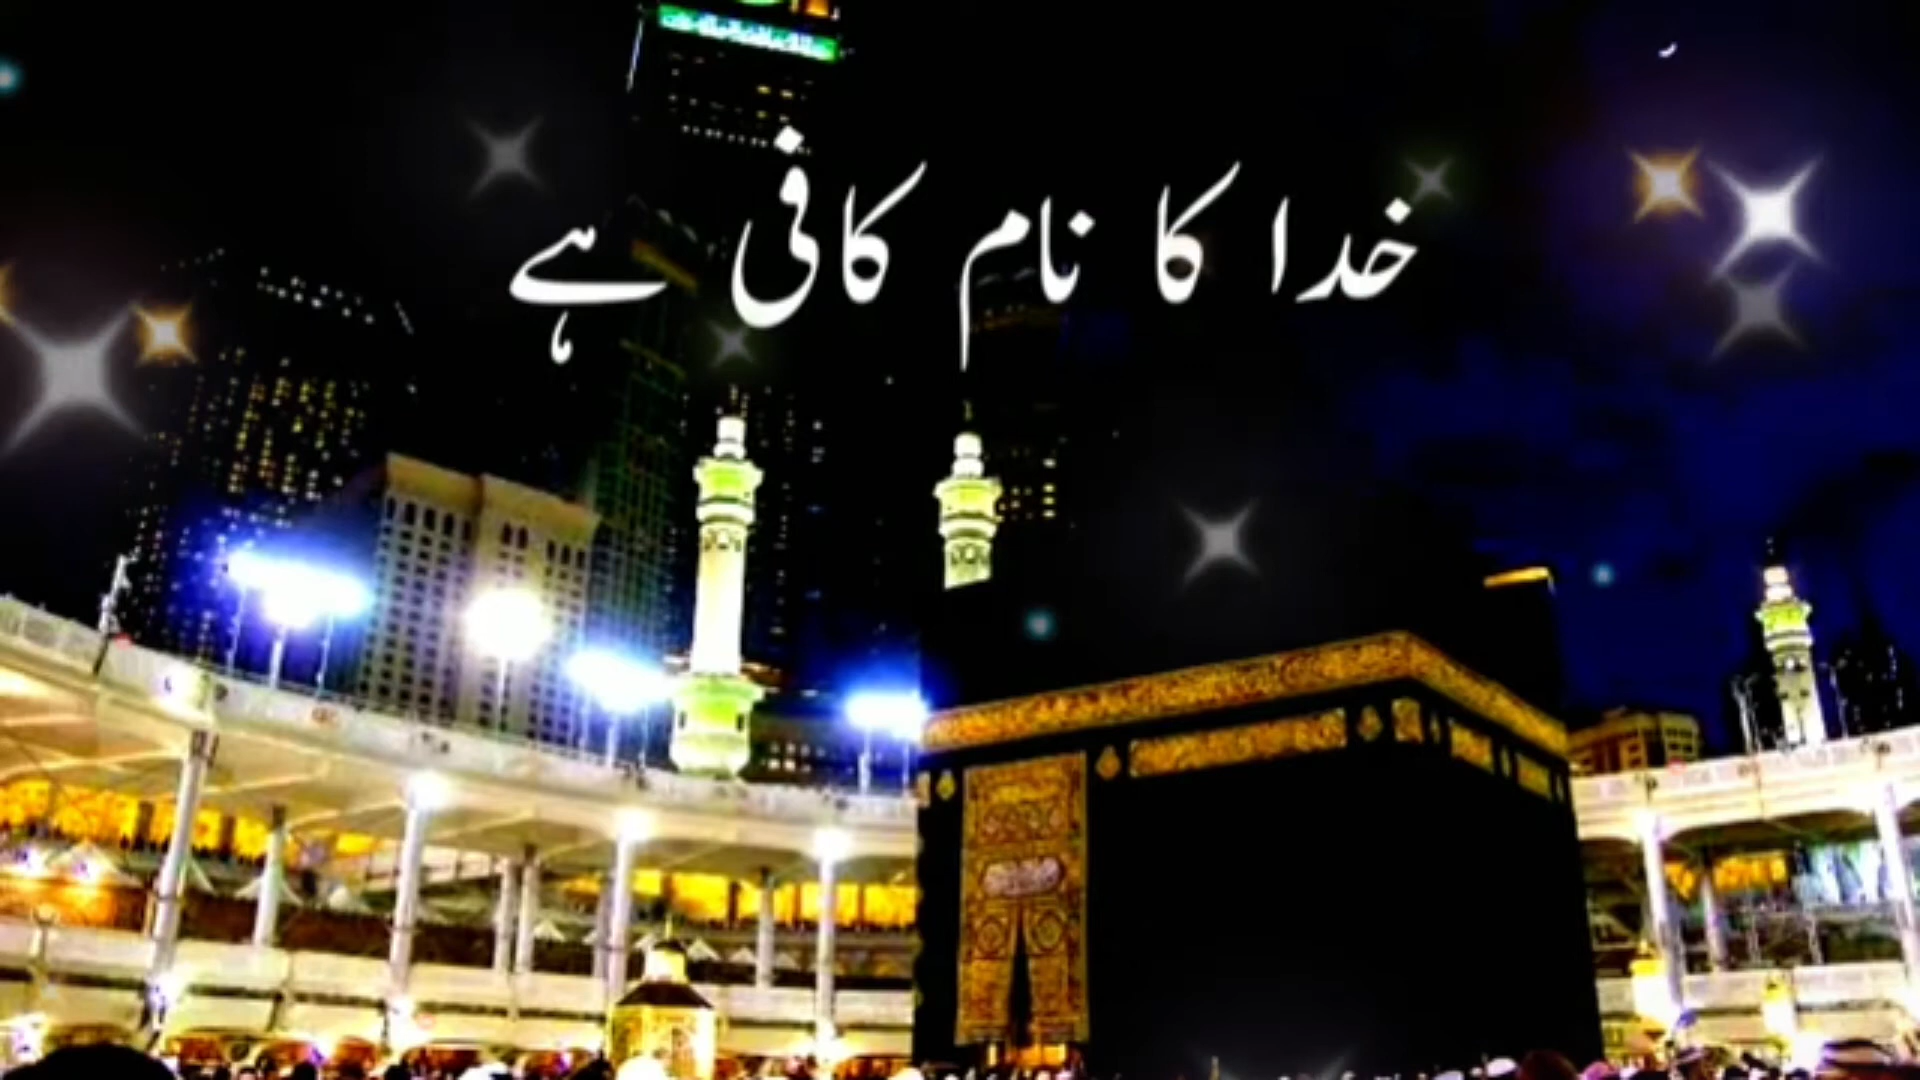 خدا کا نام کافی ہے